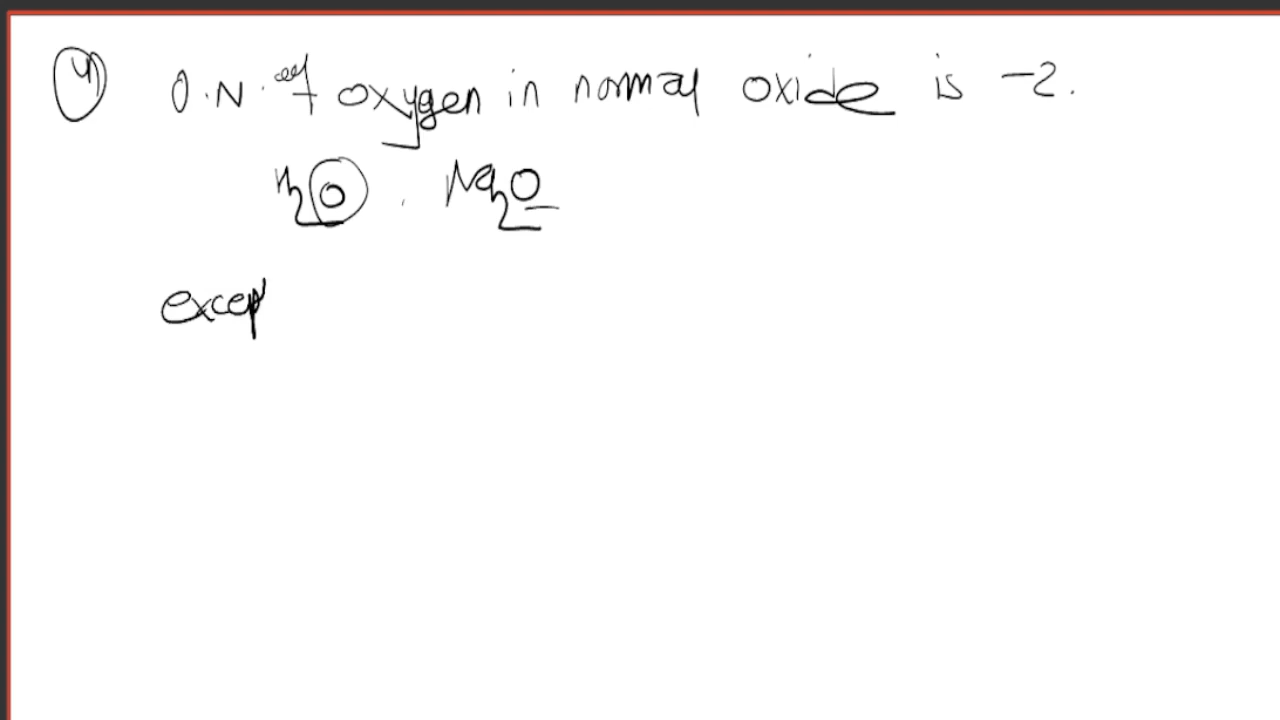 ④ O.N. of oxygen in normal oxide is -2.
H₂O . Na₂O
excep